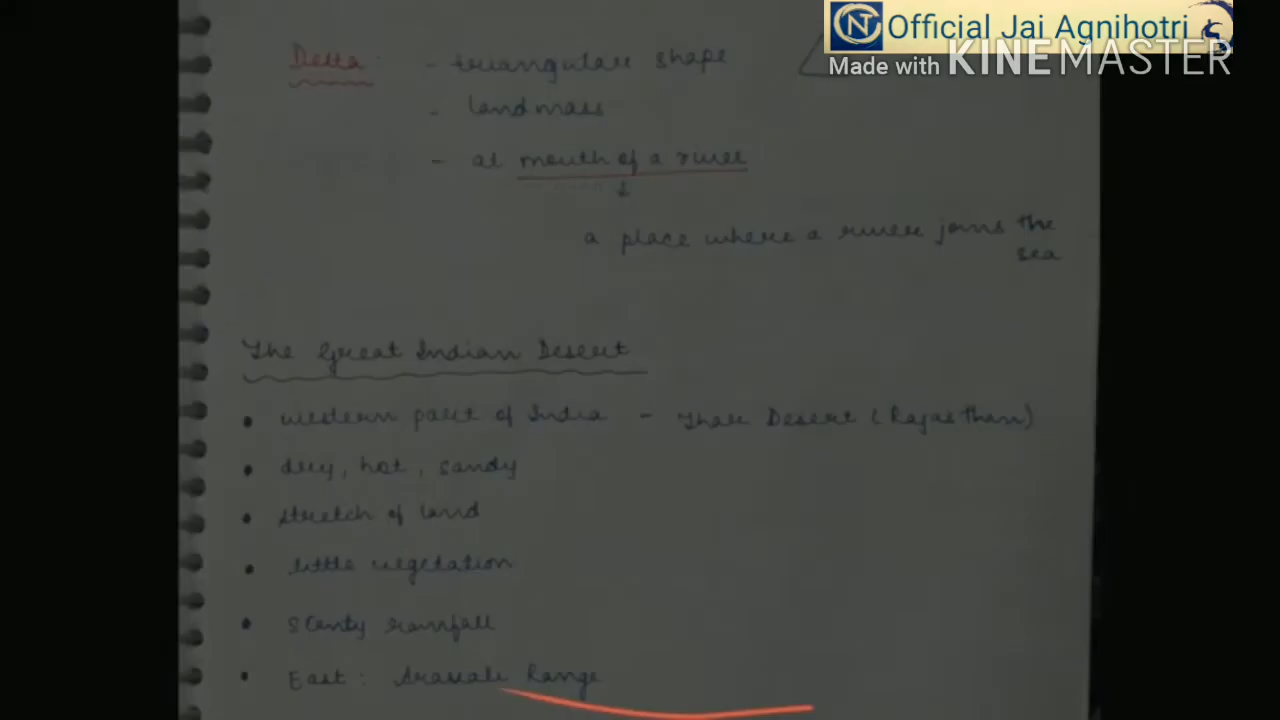 Official Jai Agnihotri
Made with KINEMASTER
Delta - triangular shape
- landmass
- at mouth of a river
a place where a river joins the
sea
The Great Indian Desert
• western part of India - Thar Desert (Rajasthan)
• dry, hot, sandy
• stretch of land
• little vegetation
• scanty rainfall
• East: Aravali Range